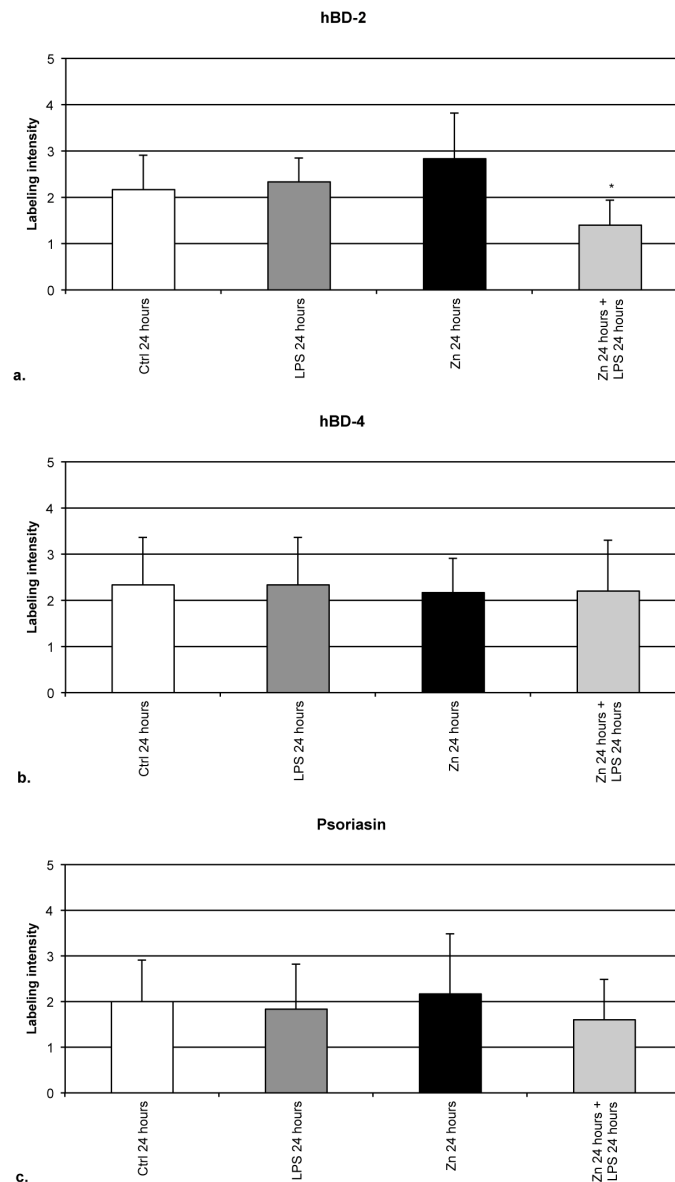 hBD-2
Labeling intensity
5
4
3
2
1
0
*
Ctrl 24 hours
LPS 24 hours
Zn 24 hours
Zn 24 hours +
LPS 24 hours
a.
hBD-4
Labeling intensity
5
4
3
2
1
0
Ctrl 24 hours
LPS 24 hours
Zn 24 hours
Zn 24 hours +
LPS 24 hours
b.
Psoriasin
Labeling intensity
5
4
3
2
1
0
Ctrl 24 hours
LPS 24 hours
Zn 24 hours
Zn 24 hours +
LPS 24 hours
c.